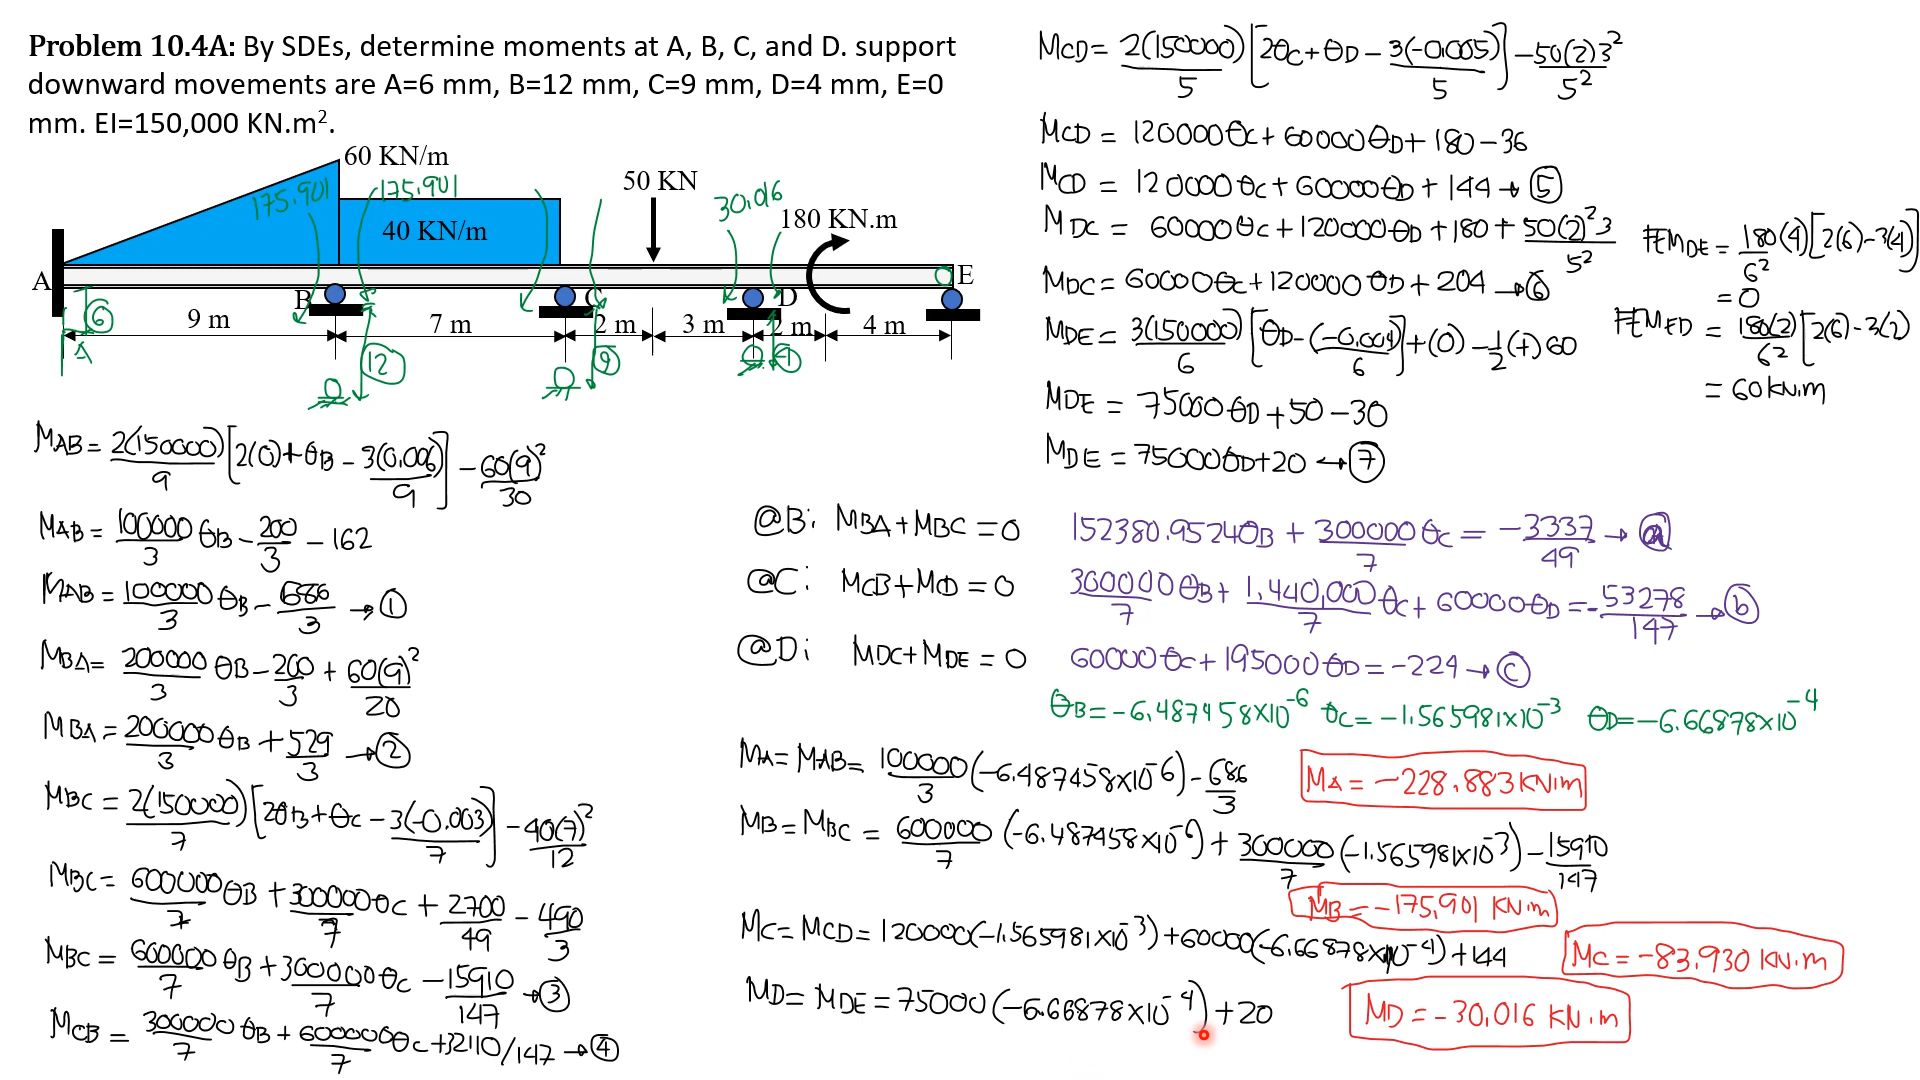 Problem 10.4A: By SDEs, determine moments at A, B, C, and D. support
downward movements are A=6 mm, B=12 mm, C=9 mm, D=4 mm, E=0
mm. EI=150,000 KN.m².
60 KN/m
175.901
175.901
50 KN
30.016
180 KN.m
40 KN/m
A
B
C
D
E
9 m
7 m
2 m
3 m
2 m
4 m
6
12
9
4
MAB = 2(150000)/9 [2(0)+θB - 3(0.006)/9] - 60(9)²/30
MAB = 100000/3 θB - 200/3 - 162
MAB = 100000/3 θB - 686/3 → ①
MBA = 200000/3 θB - 200/3 + 60(9)²/20
MBA = 200000/3 θB + 529/3 → ②
MBC = 2(150000)/7 [2θB+θC - 3(-0.003)/7] - 40(7)²/12
MBC = 600000/7 θB + 300000/7 θC + 2700/49 - 490/3
MBC = 600000/7 θB + 300000/7 θC - 15910/147 → ③
MCB = 300000/7 θB + 600000/7 θC + 32110/147 → ④
MCD = 2(150000)/5 [2θC+θD - 3(-0.005)/5] - 50(2)3²/5²
MCD = 120000θC + 60000θD + 180 - 36
MCD = 120000θC + 60000θD + 144 → ⑤
MDC = 60000θC + 120000θD + 180 + 50(2)²3/5²
MDC = 60000θC + 120000θD + 204 → ⑥
MDE = 3(150000)/6 [θD - (-0.004)/6] + (0) - 1/2(+)60
MDE = 75000θD + 50 - 30
MDE = 75000θD + 20 → ⑦
FEMDE = 180(4)/6² [2(6)-3(4)]
= 0
FEMED = 180(2)/6² [2(6)-3(2)
= 60 KN.m
@B: MBA + MBC = 0 152380.9524θB + 300000/7 θC = -3337/49 → ⓐ
@C: MCB + MCD = 0 300000/7 θB + 1,440,000/7 θC + 60000θD = -53278/147 → ⓑ
@D: MDC + MDE = 0 60000θC + 195000θD = -224 → ⓒ
θB = -6.487458×10⁻⁶ θC = -1.565981×10⁻³ θD = -6.66878×10⁻⁴
MA = MAB = 100000/3 (-6.487458×10⁻⁶) - 686/3 MA = -228.883 KN.m
MB = MBC = 600000/7 (-6.487458×10⁻⁶) + 300000/7 (-1.565981×10⁻³) - 15910/147
MB = -175.901 KN.m
MC = MCD = 120000(-1.565981×10⁻³) + 60000(-6.66878×10⁻⁴) + 144 MC = -83.930 KN.m
MD = MDE = 75000(-6.66878×10⁻⁴) + 20 MD = -30.016 KN.m